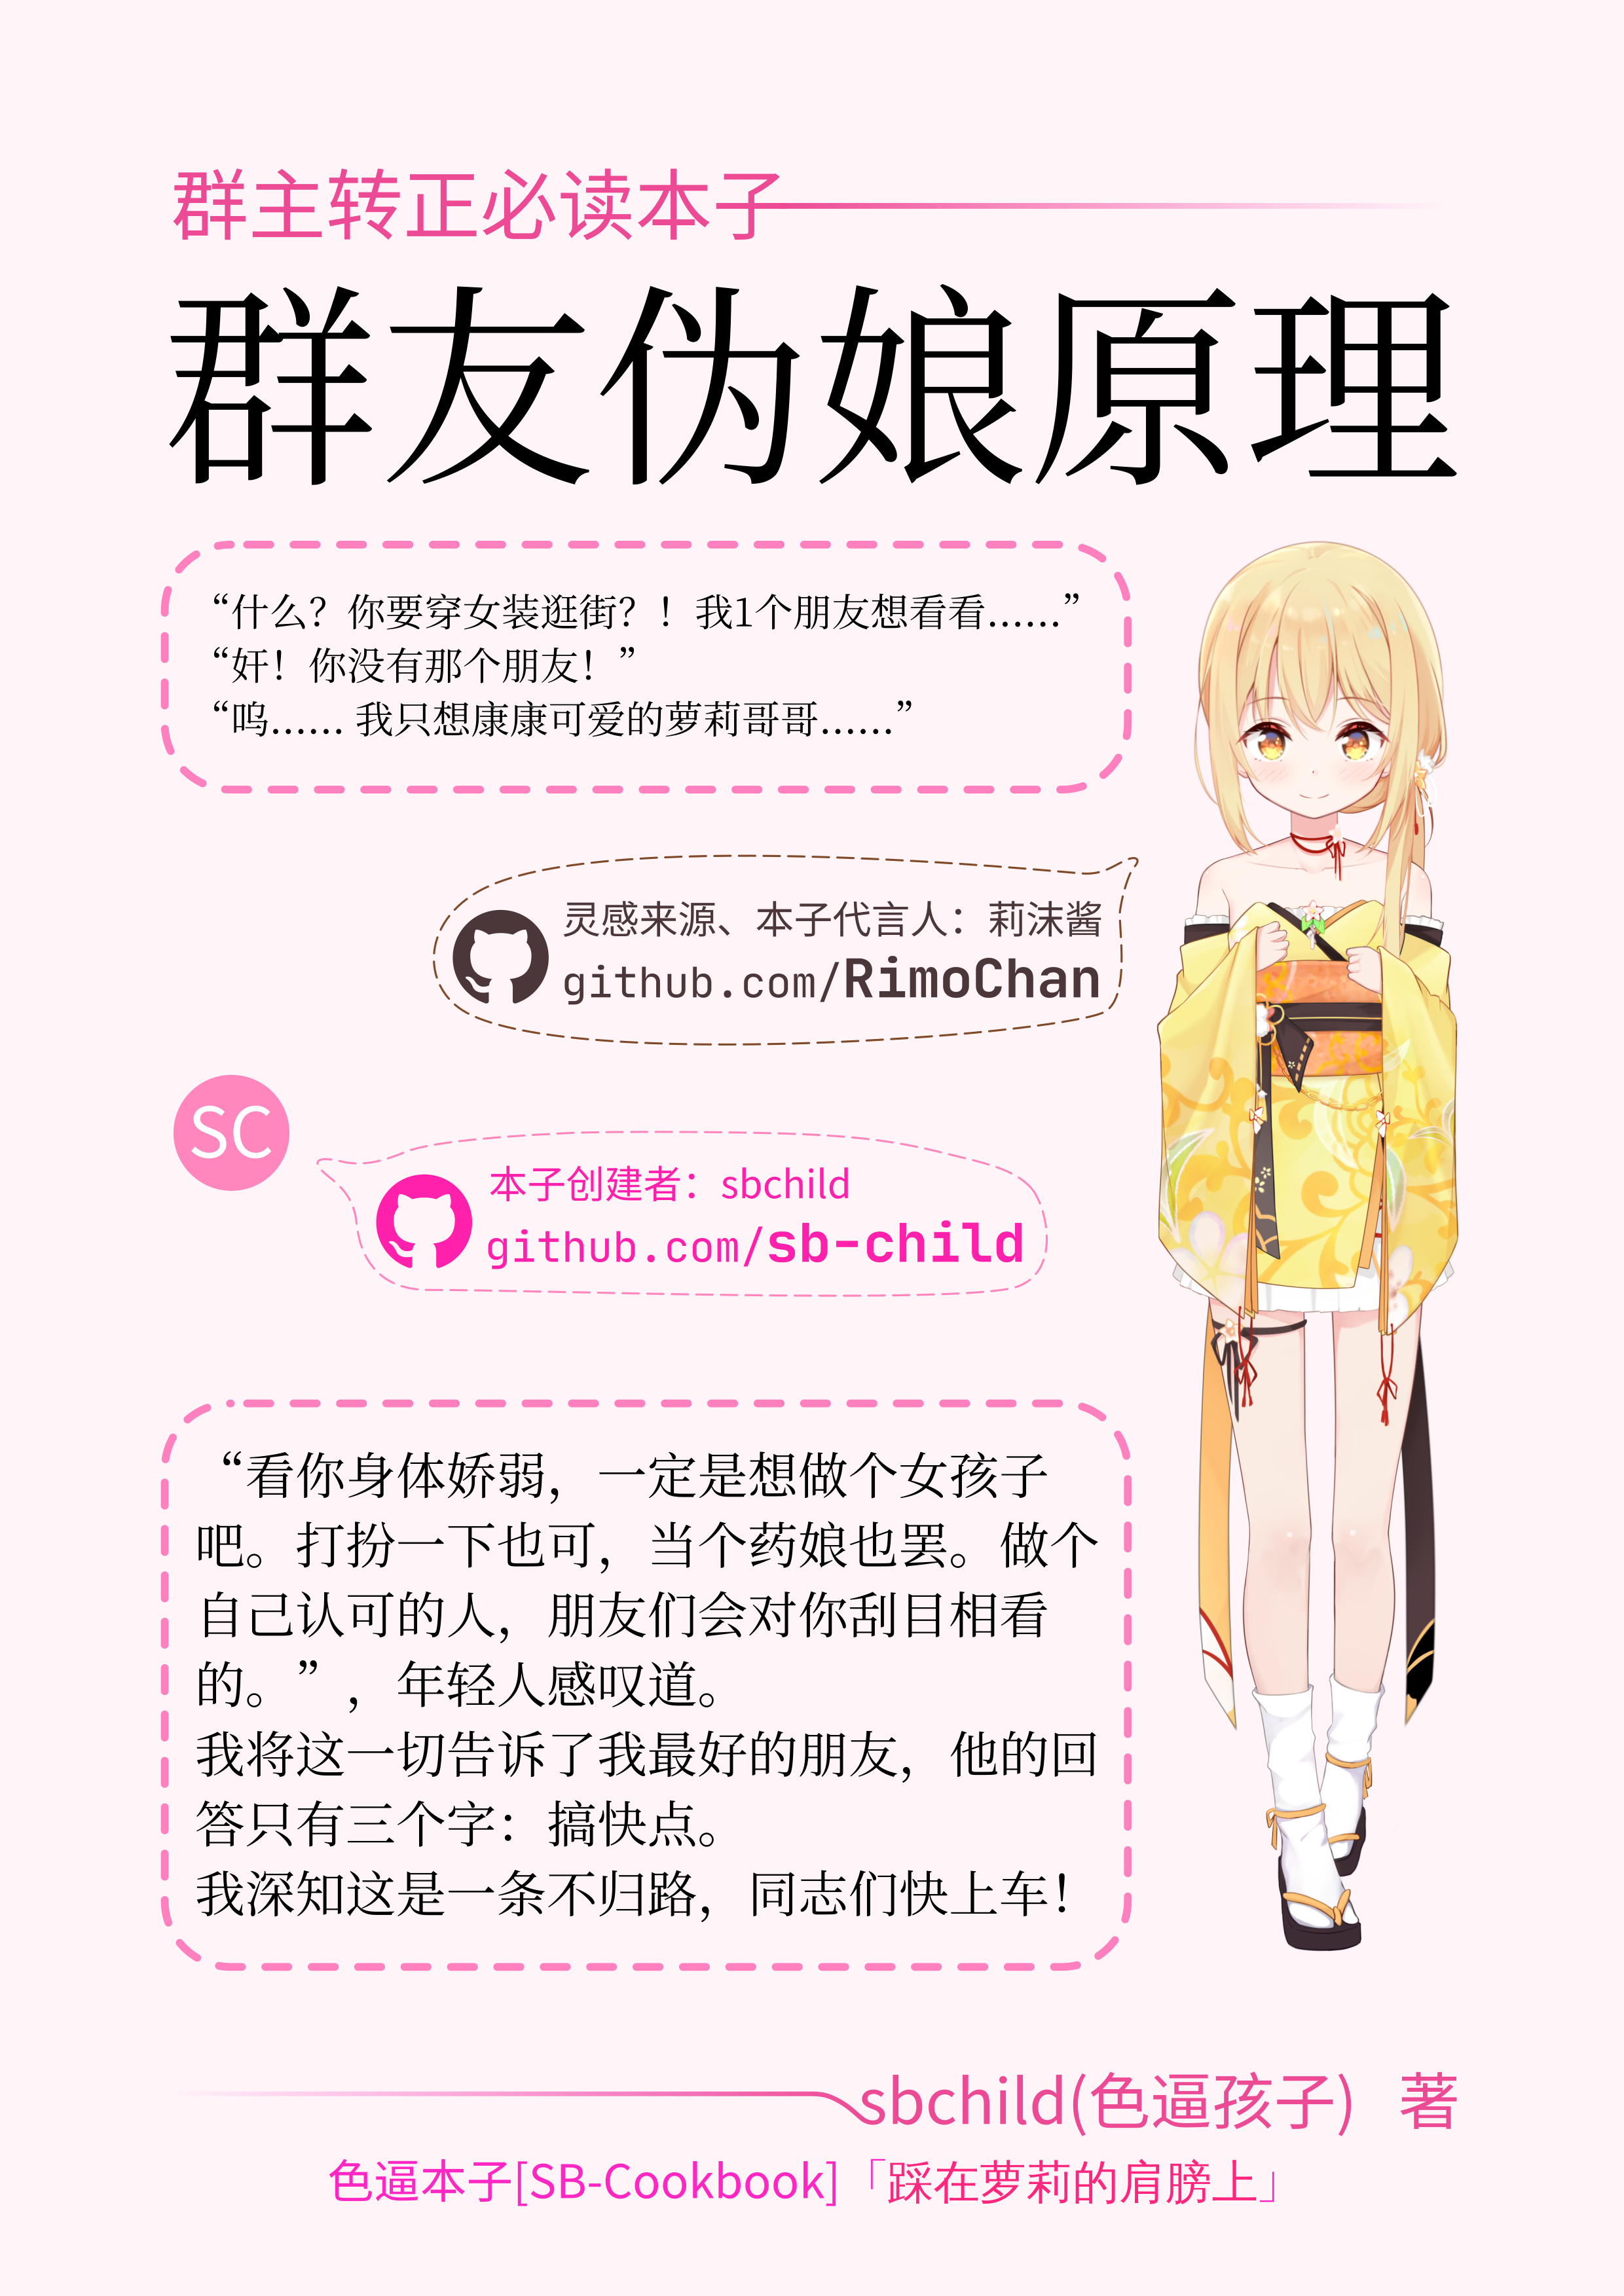 群主转正必读本子
群友伪娘原理
“什么？你要穿女装逛街？！我1个朋友想看看……”
“奸！你没有那个朋友！”
“呜…… 我只想康康可爱的萝莉哥哥……”
灵感来源、本子代言人：莉沫酱
github.com/RimoChan
SC
本子创建者：sbchild
github.com/sb-child
“看你身体娇弱，一定是想做个女孩子
吧。打扮一下也可，当个药娘也罢。做个
自己认可的人，朋友们会对你刮目相看
的。”，年轻人感叹道。
我将这一切告诉了我最好的朋友，他的回
答只有三个字：搞快点。
我深知这是一条不归路，同志们快上车！
sbchild(色逼孩子) 著
色逼本子[SB-Cookbook]「踩在萝莉的肩膀上」